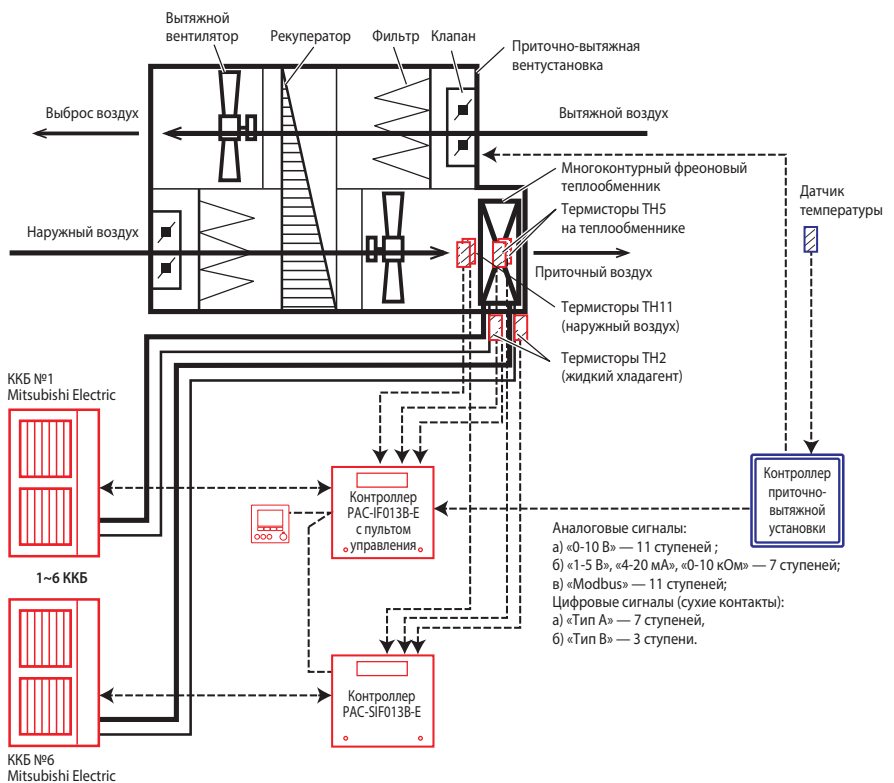 Вытяжной
вентилятор
Рекуператор
Фильтр
Клапан
Приточно-вытяжная
вентустановка
Выброс воздух
Вытяжной воздух
Многоконтурный фреоновый
теплообменник
Термисторы TH5
на теплообменнике
Датчик
температуры
Наружный воздух
Приточный воздух
Термисторы TH11
(наружный воздух)
Термисторы TH2
(жидкий хладагент)
ККБ №1
Mitsubishi Electric
Контроллер
PAC-IF013B-E
с пультом
управления
Контроллер
приточно-
вытяжной
установки
Аналоговые сигналы:
а) «0-10 В» — 11 ступеней ;
б) «1-5 В», «4-20 мА», «0-10 кОм» — 7 ступеней;
в) «Modbus» — 11 ступеней;
Цифровые сигналы (сухие контакты):
а) «Тип А» — 7 ступеней,
б) «Тип В» — 3 ступени.
1~6 ККБ
Контроллер
PAC-SIF013B-E
ККБ №6
Mitsubishi Electric